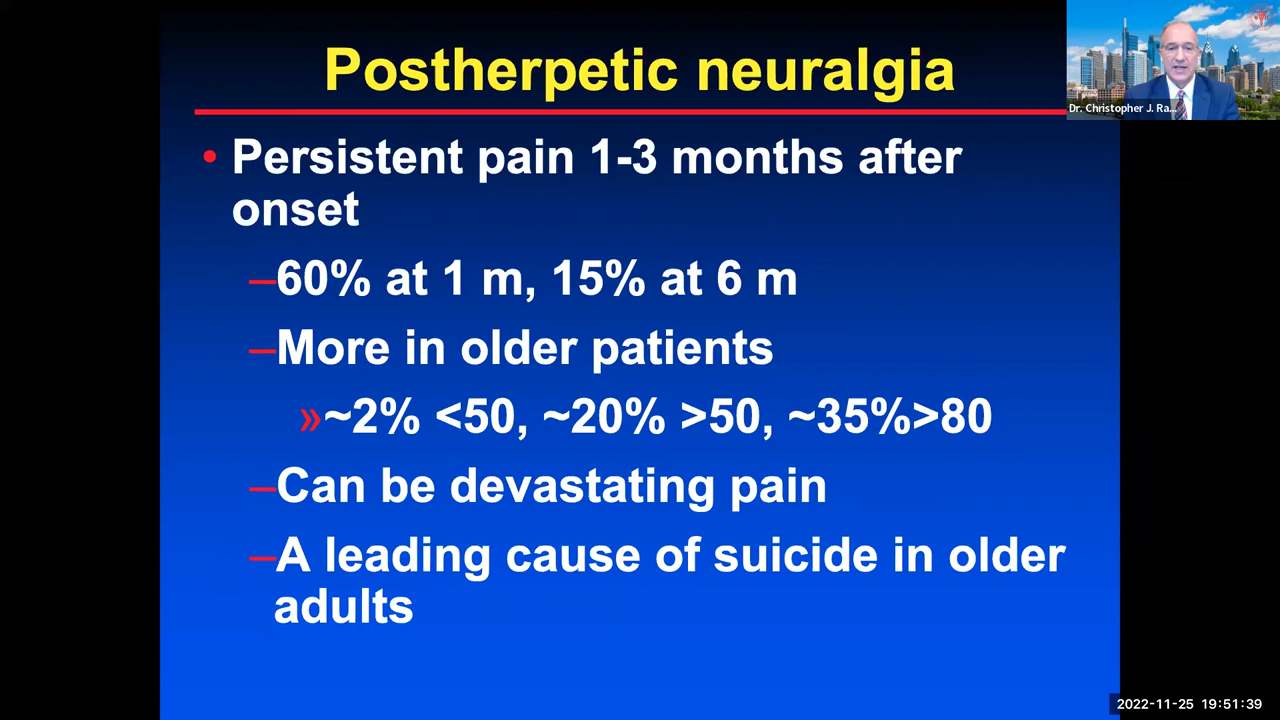 Postherpetic neuralgia
• Persistent pain 1-3 months after
onset
–60% at 1 m, 15% at 6 m
–More in older patients
»~2% <50, ~20% >50, ~35%>80
–Can be devastating pain
–A leading cause of suicide in older
adults
Dr. Christopher J. Ra...
2022-11-25 19:51:39